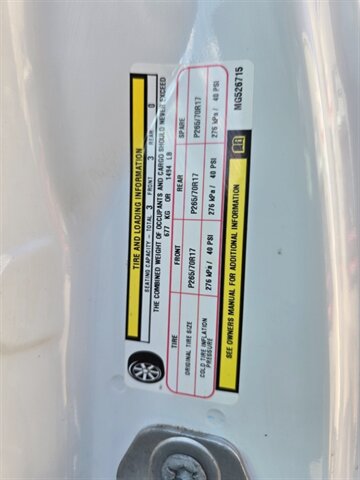 TIRE AND LOADING INFORMATION
SEATING CAPACITY - TOTAL 3 FRONT 3 REAR 0
THE COMBINED WEIGHT OF OCCUPANTS AND CARGO SHOULD NEVER EXCEED
677 KG OR 1494 LB
TIRE FRONT REAR SPARE
ORIGINAL TIRE SIZE P265/70R17 P265/70R17 P265/70R17
COLD TIRE INFLATION PRESSURE 276 kPa / 40 PSI 276 kPa / 40 PSI 276 kPa / 40 PSI
SEE OWNERS MANUAL FOR ADDITIONAL INFORMATION
MG526715